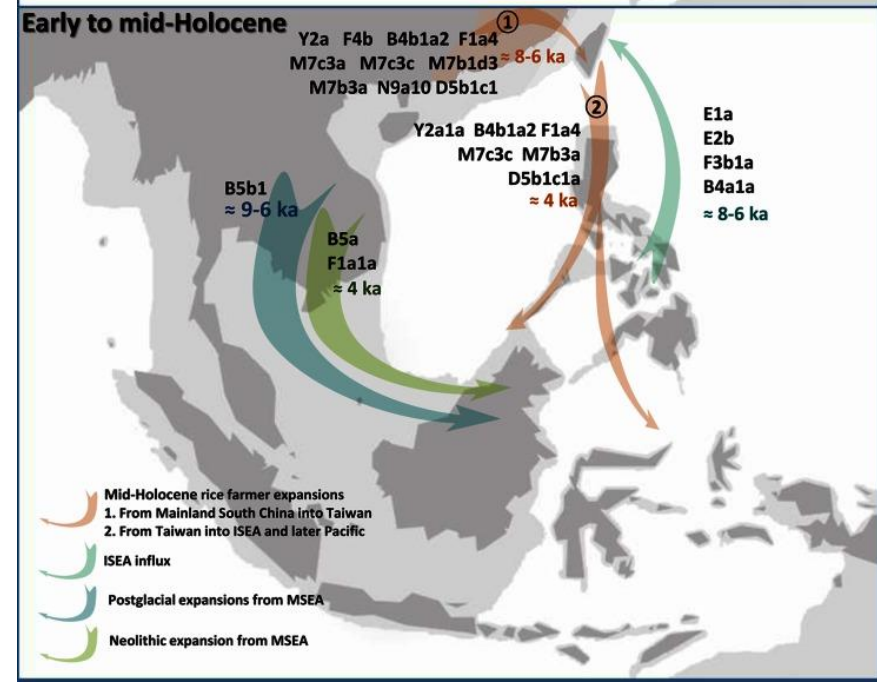 Early to mid-Holocene
①
Y2a F4b B4b1a2 F1a4
M7c3a M7c3c M7b1d3 ≈ 8-6 ka
M7b3a N9a10 D5b1c1
②
Y2a1a B4b1a2 F1a4
M7c3c M7b3a
D5b1c1a
≈ 4 ka
E1a
E2b
F3b1a
B4a1a
≈ 8-6 ka
B5b1
≈ 9-6 ka
B5a
F1a1a
≈ 4 ka
Mid-Holocene rice farmer expansions
1. From Mainland South China into Taiwan
2. From Taiwan into ISEA and later Pacific
ISEA influx
Postglacial expansions from MSEA
Neolithic expansion from MSEA